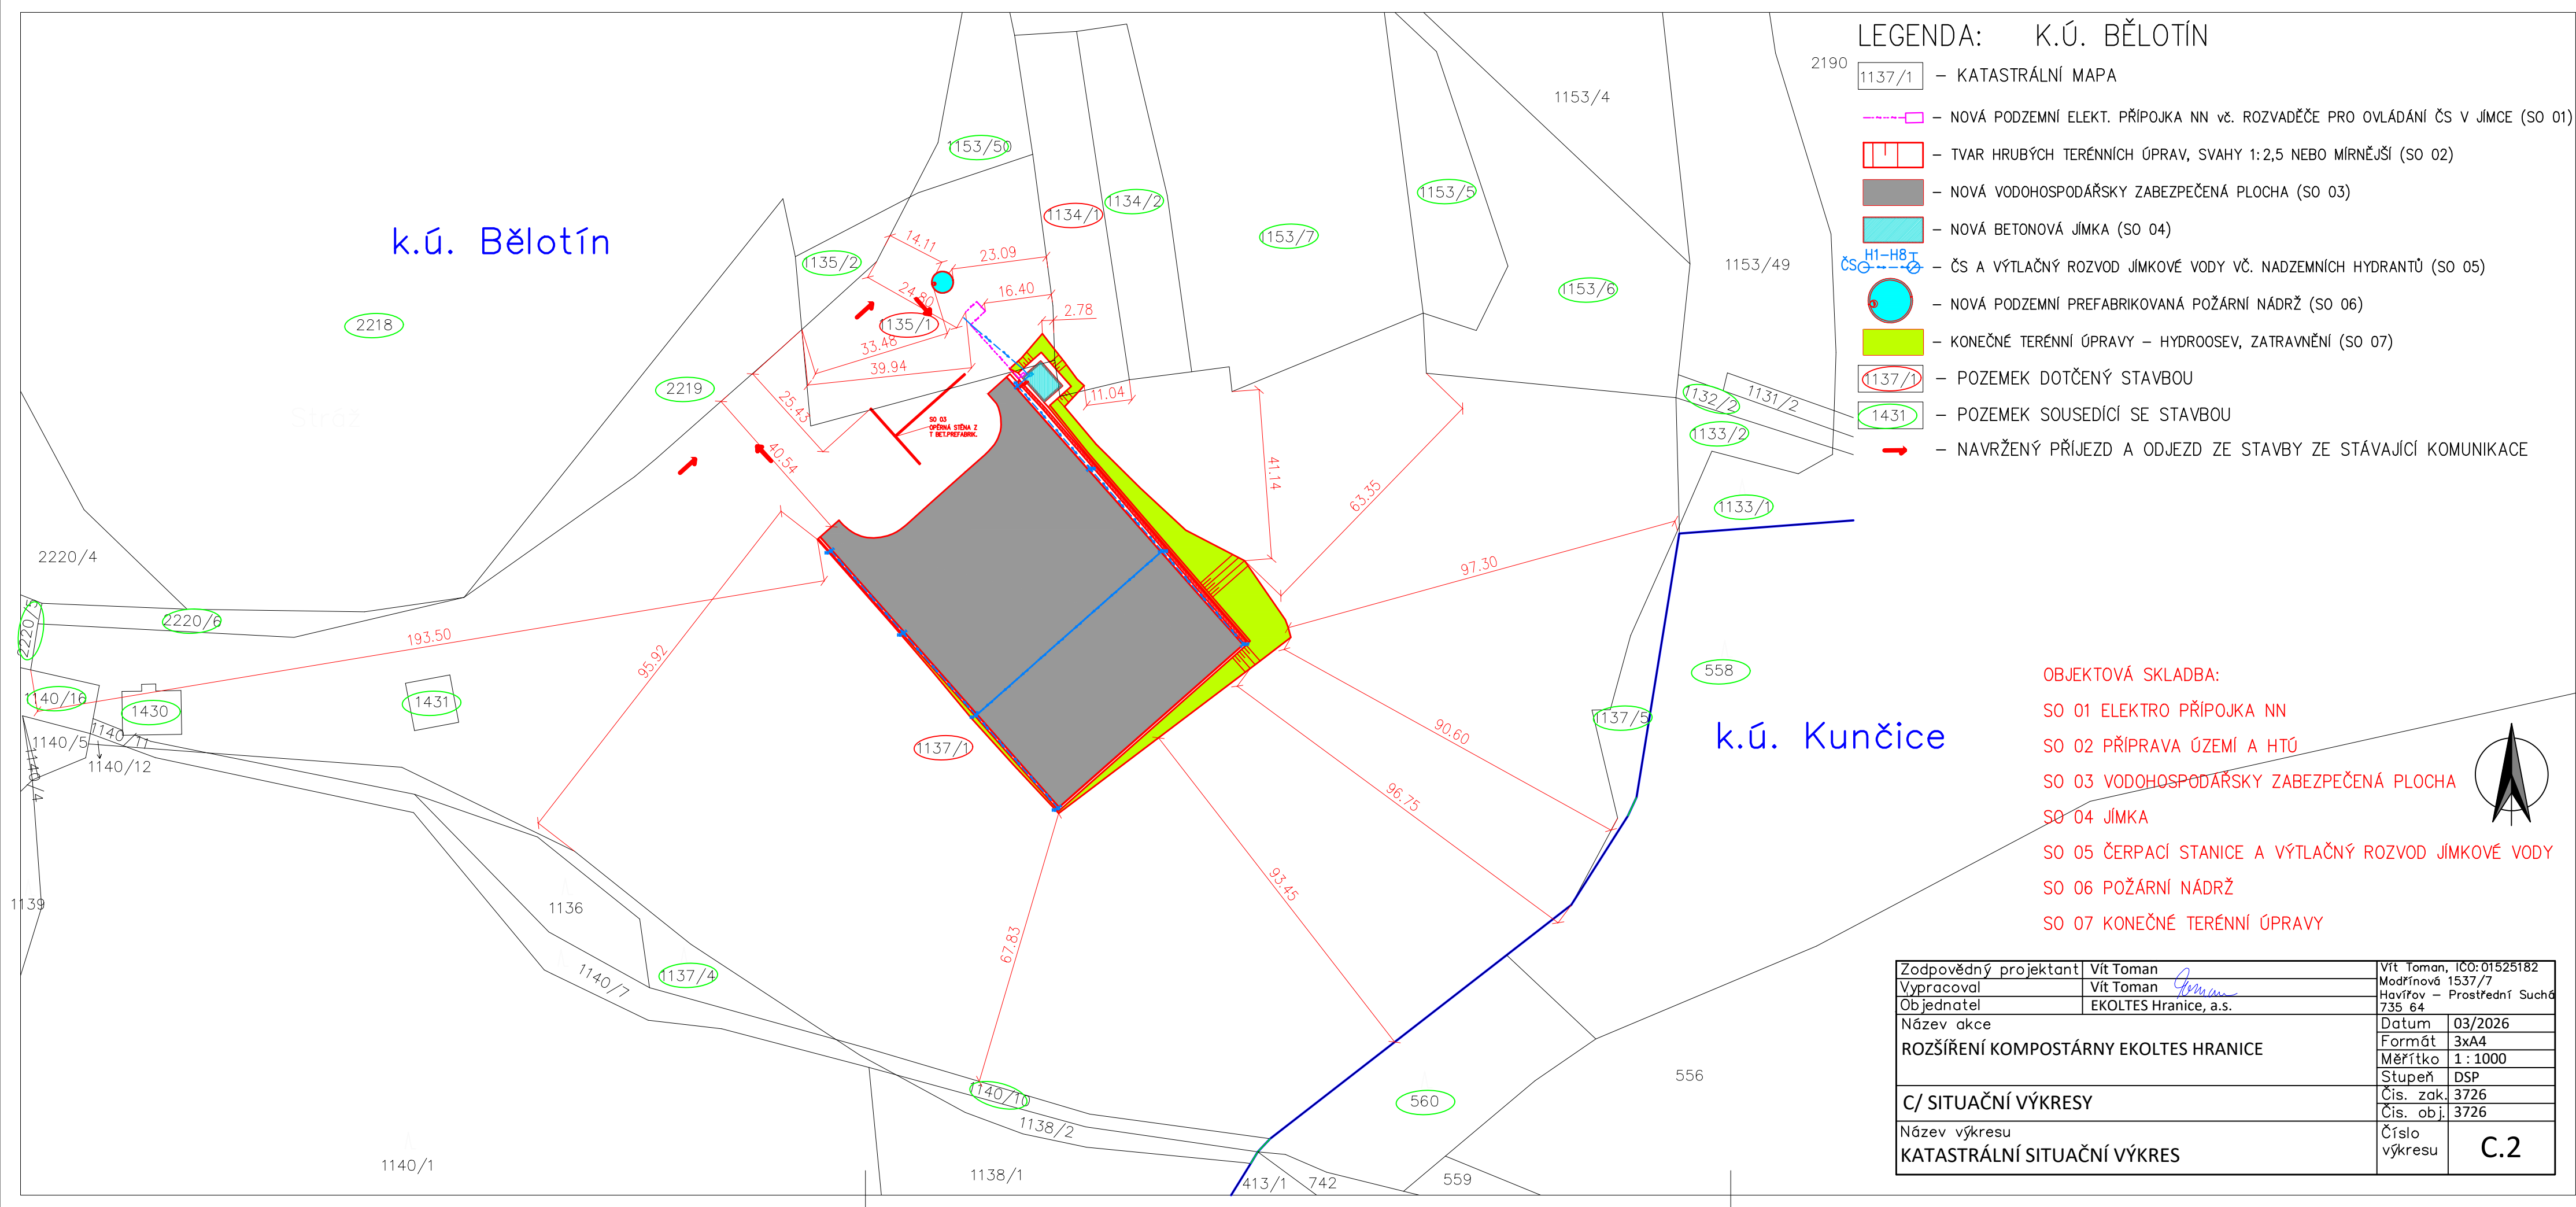 LEGENDA: K.Ú. BĚLOTÍN
1137/1 – KATASTRÁLNÍ MAPA
– NOVÁ PODZEMNÍ ELEKT. PŘÍPOJKA NN vč. ROZVADĚČE PRO OVLÁDÁNÍ ČS V JÍMCE (SO 01)
– TVAR HRUBÝCH TERÉNNÍCH ÚPRAV, SVAHY 1:2,5 NEBO MÍRNĚJŠÍ (SO 02)
– NOVÁ VODOHOSPODÁŘSKY ZABEZPEČENÁ PLOCHA (SO 03)
– NOVÁ BETONOVÁ JÍMKA (SO 04)
ČS H1-H8 – ČS A VÝTLAČNÝ ROZVOD JÍMKOVÉ VODY VČ. NADZEMNÍCH HYDRANTŮ (SO 05)
– NOVÁ PODZEMNÍ PREFABRIKOVANÁ POŽÁRNÍ NÁDRŽ (SO 06)
– KONEČNÉ TERÉNNÍ ÚPRAVY – HYDROOSEV, ZATRAVNĚNÍ (SO 07)
1137/1 – POZEMEK DOTČENÝ STAVBOU
1431 – POZEMEK SOUSEDÍCÍ SE STAVBOU
– NAVRŽENÝ PŘÍJEZD A ODJEZD ZE STAVBY ZE STÁVAJÍCÍ KOMUNIKACE
2190
1153/4
1153/50
1134/2
1134/1
1153/5
1153/7
1153/6
1153/49
k.ú. Bělotín
1135/2
14.11
23.09
24.80
16.40
2.78
1135/1
33.48
39.94
2218
2219
Stráž
25.43
40.54
11.04
SO 03
OPĚRNÁ STĚNA Z
T BET.PREFABRIK.
41.14
63.35
97.30
1132/2
1131/2
1133/2
1133/1
2220/4
2220/5
2220/6
193.50
95.92
1140/16
1430
1431
1140/5
1140/11
1140/12
1140/4
1137/1
558
1137/5
k.ú. Kunčice
90.60
96.75
93.45
67.83
1139
1136
1137/4
1140/7
1140/10
1138/2
1140/1
1138/1
413/1
742
559
560
556
OBJEKTOVÁ SKLADBA:
SO 01 ELEKTRO PŘÍPOJKA NN
SO 02 PŘÍPRAVA ÚZEMÍ A HTÚ
SO 03 VODOHOSPODÁŘSKY ZABEZPEČENÁ PLOCHA
SO 04 JÍMKA
SO 05 ČERPACÍ STANICE A VÝTLAČNÝ ROZVOD JÍMKOVÉ VODY
SO 06 POŽÁRNÍ NÁDRŽ
SO 07 KONEČNÉ TERÉNNÍ ÚPRAVY
Zodpovědný projektant Vít Toman
Vypracoval Vít Toman
Toman
Objednatel EKOLTES Hranice, a.s.
Vít Toman, IČO:01525182
Modřínová 1537/7
Havířov – Prostřední Suchá
735 64
Název akce
ROZŠÍŘENÍ KOMPOSTÁRNY EKOLTES HRANICE
Datum 03/2026
Formát 3xA4
Měřítko 1 : 1000
Stupeň DSP
C/ SITUAČNÍ VÝKRESY
Čis. zak. 3726
Čis. obj. 3726
Název výkresu
KATASTRÁLNÍ SITUAČNÍ VÝKRES
Číslo
výkresu
C.2